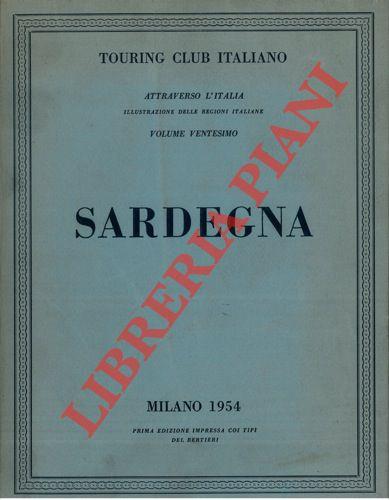 TOURING CLUB ITALIANO
ATTRAVERSO L'ITALIA
ILLUSTRAZIONE DELLE REGIONI ITALIANE
VOLUME VENTESIMO
SARDEGNA
LIBRERIA PIANI
MILANO 1954
PRIMA EDIZIONE IMPRESSA COI TIPI
DEL BERTIERI